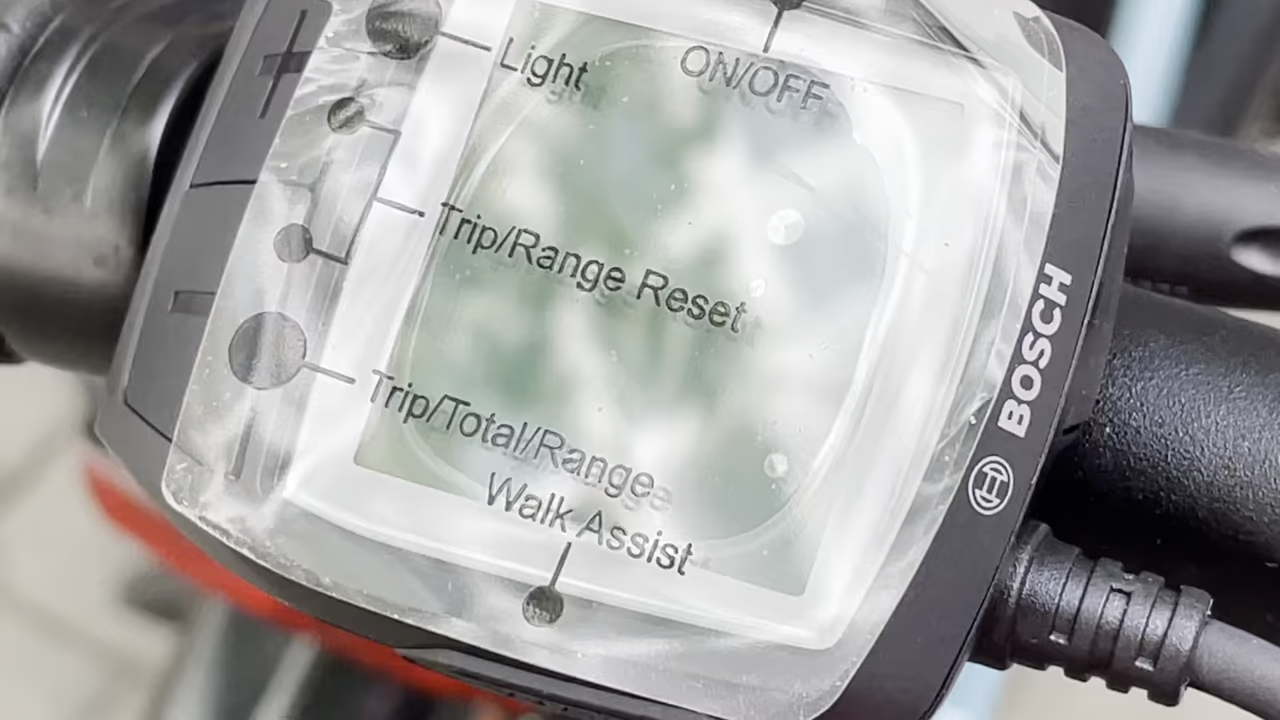 Light
ON/OFF
+
Trip/Range Reset
-
Trip/Total/Range
Walk Assist
BOSCH